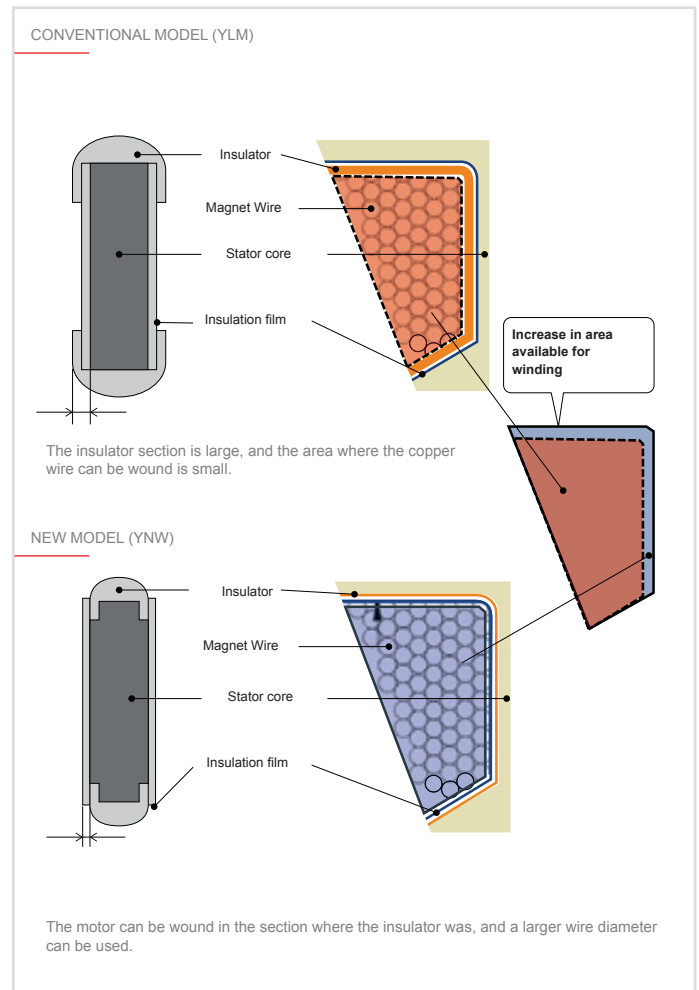 CONVENTIONAL MODEL (YLM)
Insulator
Magnet Wire
Stator core
Insulation film
Increase in area
available for
winding
The insulator section is large, and the area where the copper
wire can be wound is small.
NEW MODEL (YNW)
Insulator
Magnet Wire
Stator core
Insulation film
The motor can be wound in the section where the insulator was, and a larger wire diameter
can be used.